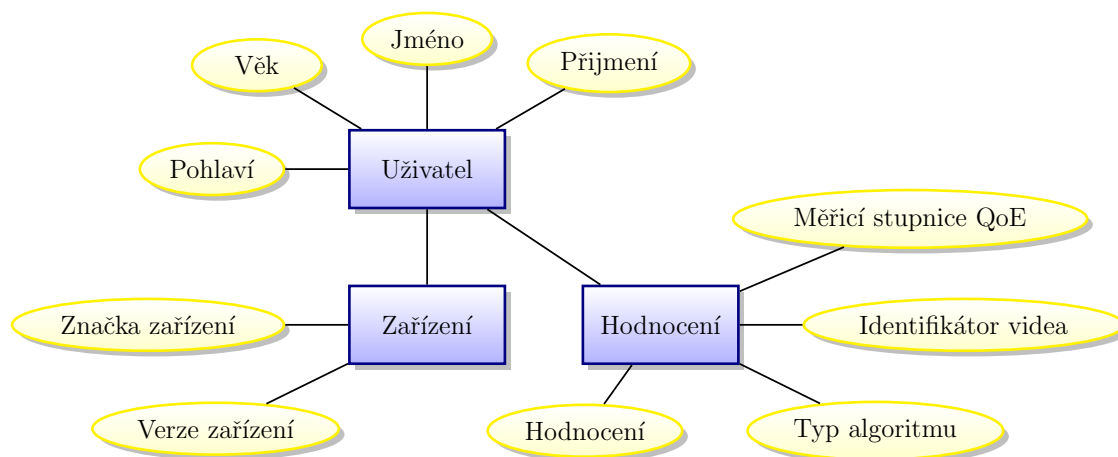 Jméno
Věk
Přijmení
Pohlaví
Uživatel
Měřicí stupnice QoE
Značka zařízení
Zařízení
Hodnocení
Identifikátor videa
Verze zařízení
Hodnocení
Typ algoritmu